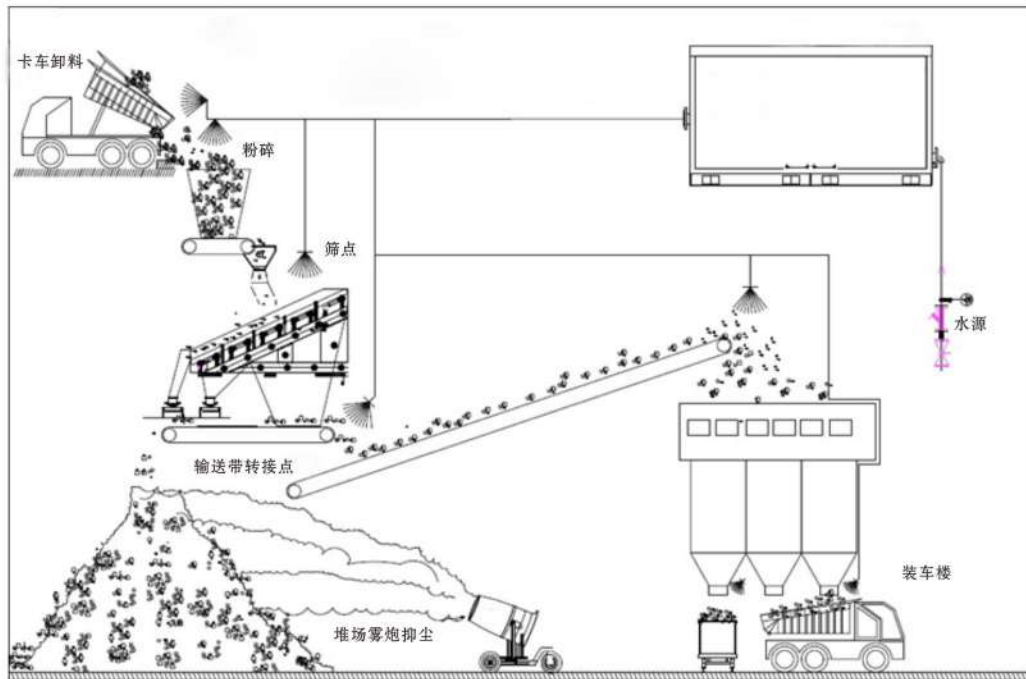 卡车卸料
粉碎
筛点
水源
输送带转接点
装车楼
堆场雾炮抑尘